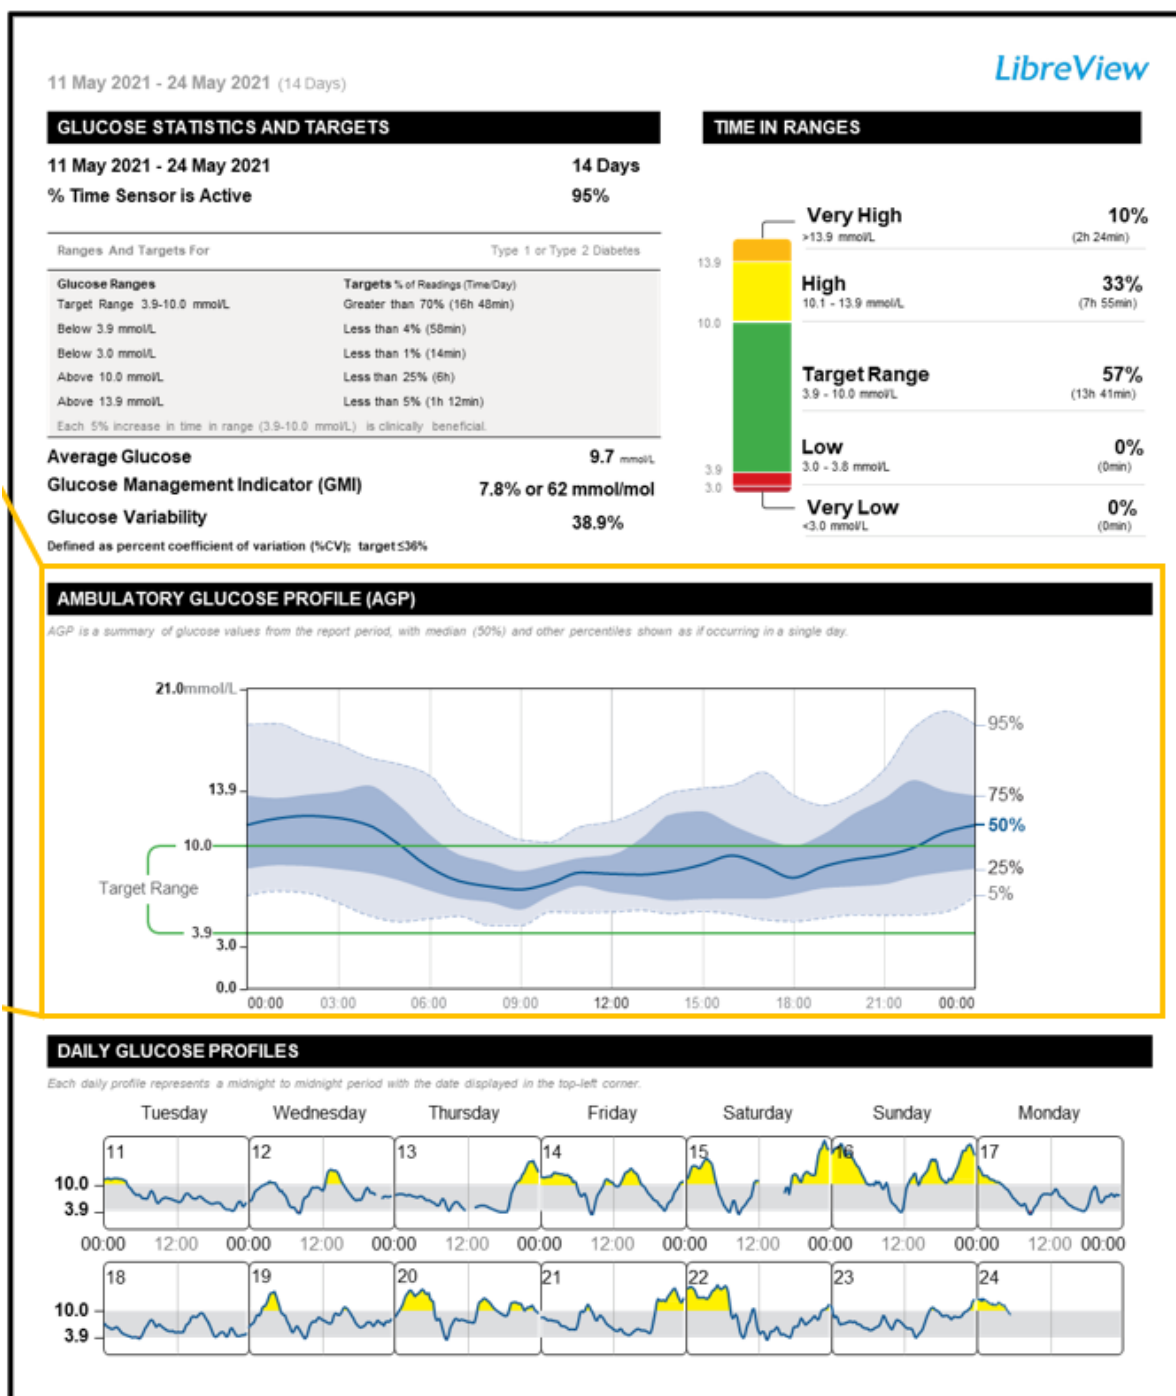 LibreView
11 May 2021 - 24 May 2021 (14 Days)
GLUCOSE STATISTICS AND TARGETS
11 May 2021 - 24 May 2021 14 Days
% Time Sensor is Active 95%
Ranges And Targets For Type 1 or Type 2 Diabetes
Glucose Ranges Targets % of Readings (Time/Day)
Target Range 3.9-10.0 mmol/L Greater than 70% (16h 48min)
Below 3.9 mmol/L Less than 4% (58min)
Below 3.0 mmol/L Less than 1% (14min)
Above 10.0 mmol/L Less than 25% (6h)
Above 13.9 mmol/L Less than 5% (1h 12min)
Each 5% increase in time in range (3.9-10.0 mmol/L) is clinically beneficial.
Average Glucose 9.7 mmol/L
Glucose Management Indicator (GMI) 7.8% or 62 mmol/mol
Glucose Variability 38.9%
Defined as percent coefficient of variation (%CV); target ≤36%
TIME IN RANGES
Very High 10%
>13.9 mmol/L (2h 24min)
13.9
High 33%
10.1 - 13.9 mmol/L (7h 55min)
10.0
Target Range 57%
3.9 - 10.0 mmol/L (13h 41min)
Low 0%
3.9
3.0 - 3.8 mmol/L (0min)
3.0
Very Low 0%
<3.0 mmol/L (0min)
AMBULATORY GLUCOSE PROFILE (AGP)
AGP is a summary of glucose values from the report period, with median (50%) and other percentiles shown as if occurring in a single day.
21.0mmol/L
95%
13.9
75%
50%
10.0
25%
Target Range
5%
3.9
3.0
0.0
00:00 03:00 06:00 09:00 12:00 15:00 18:00 21:00 00:00
DAILY GLUCOSE PROFILES
Each daily profile represents a midnight to midnight period with the date displayed in the top-left corner.
Tuesday Wednesday Thursday Friday Saturday Sunday Monday
11 12 13 14 15 16 17
10.0
3.9
00:00 12:00 00:00 12:00 00:00 12:00 00:00 12:00 00:00 12:00 00:00 12:00 00:00 12:00 00:00
18 19 20 21 22 23 24
10.0
3.9